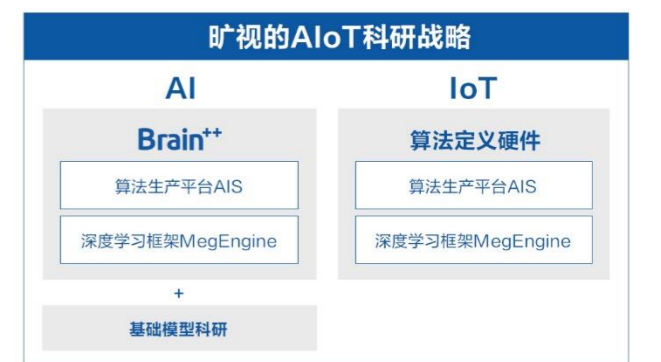 旷视的AIoT科研战略
AI
Brain++
算法生产平台AIS
深度学习框架MegEngine
+
基础模型科研
IoT
算法定义硬件
算法生产平台AIS
深度学习框架MegEngine